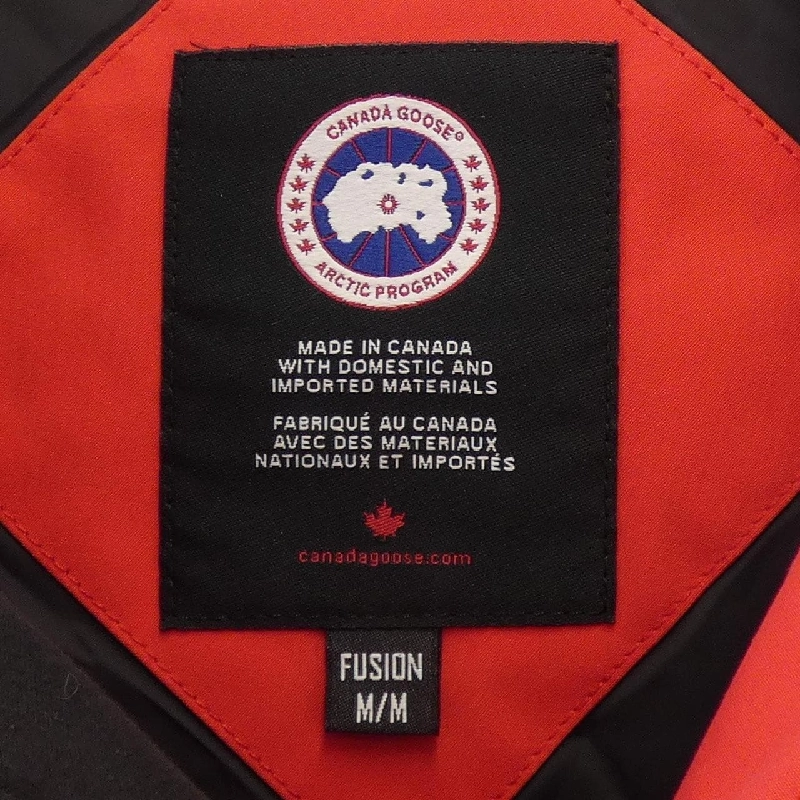 CANADA GOOSE®
ARCTIC PROGRAM
MADE IN CANADA
WITH DOMESTIC AND
IMPORTED MATERIALS
FABRIQUÉ AU CANADA
AVEC DES MATERIAUX
NATIONAUX ET IMPORTÉS
canadagoose.com
FUSION
M/M